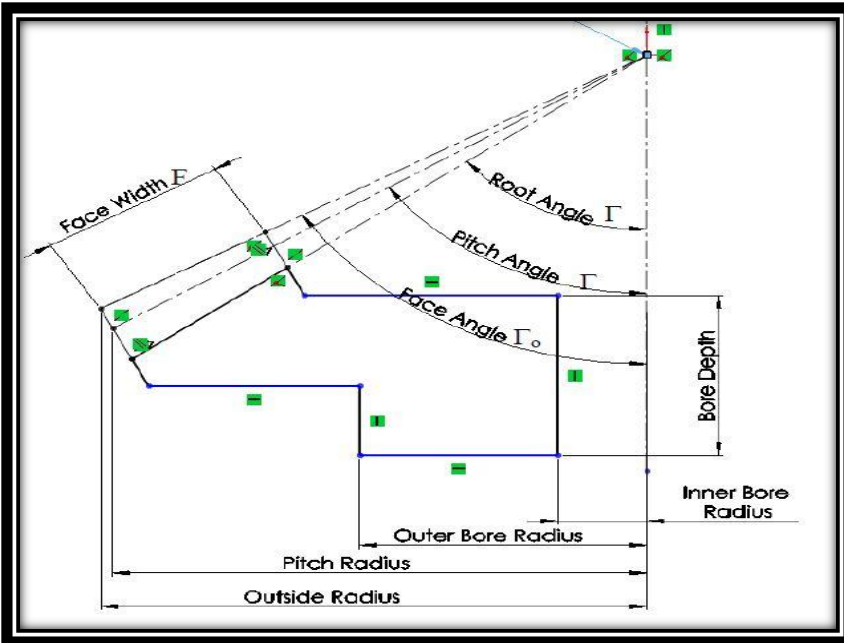 Face Width F
Root Angle Γ
Pitch Angle Γ
Face Angle Γo
Bore Depth
Inner Bore
Radius
Outer Bore Radius
Pitch Radius
Outside Radius